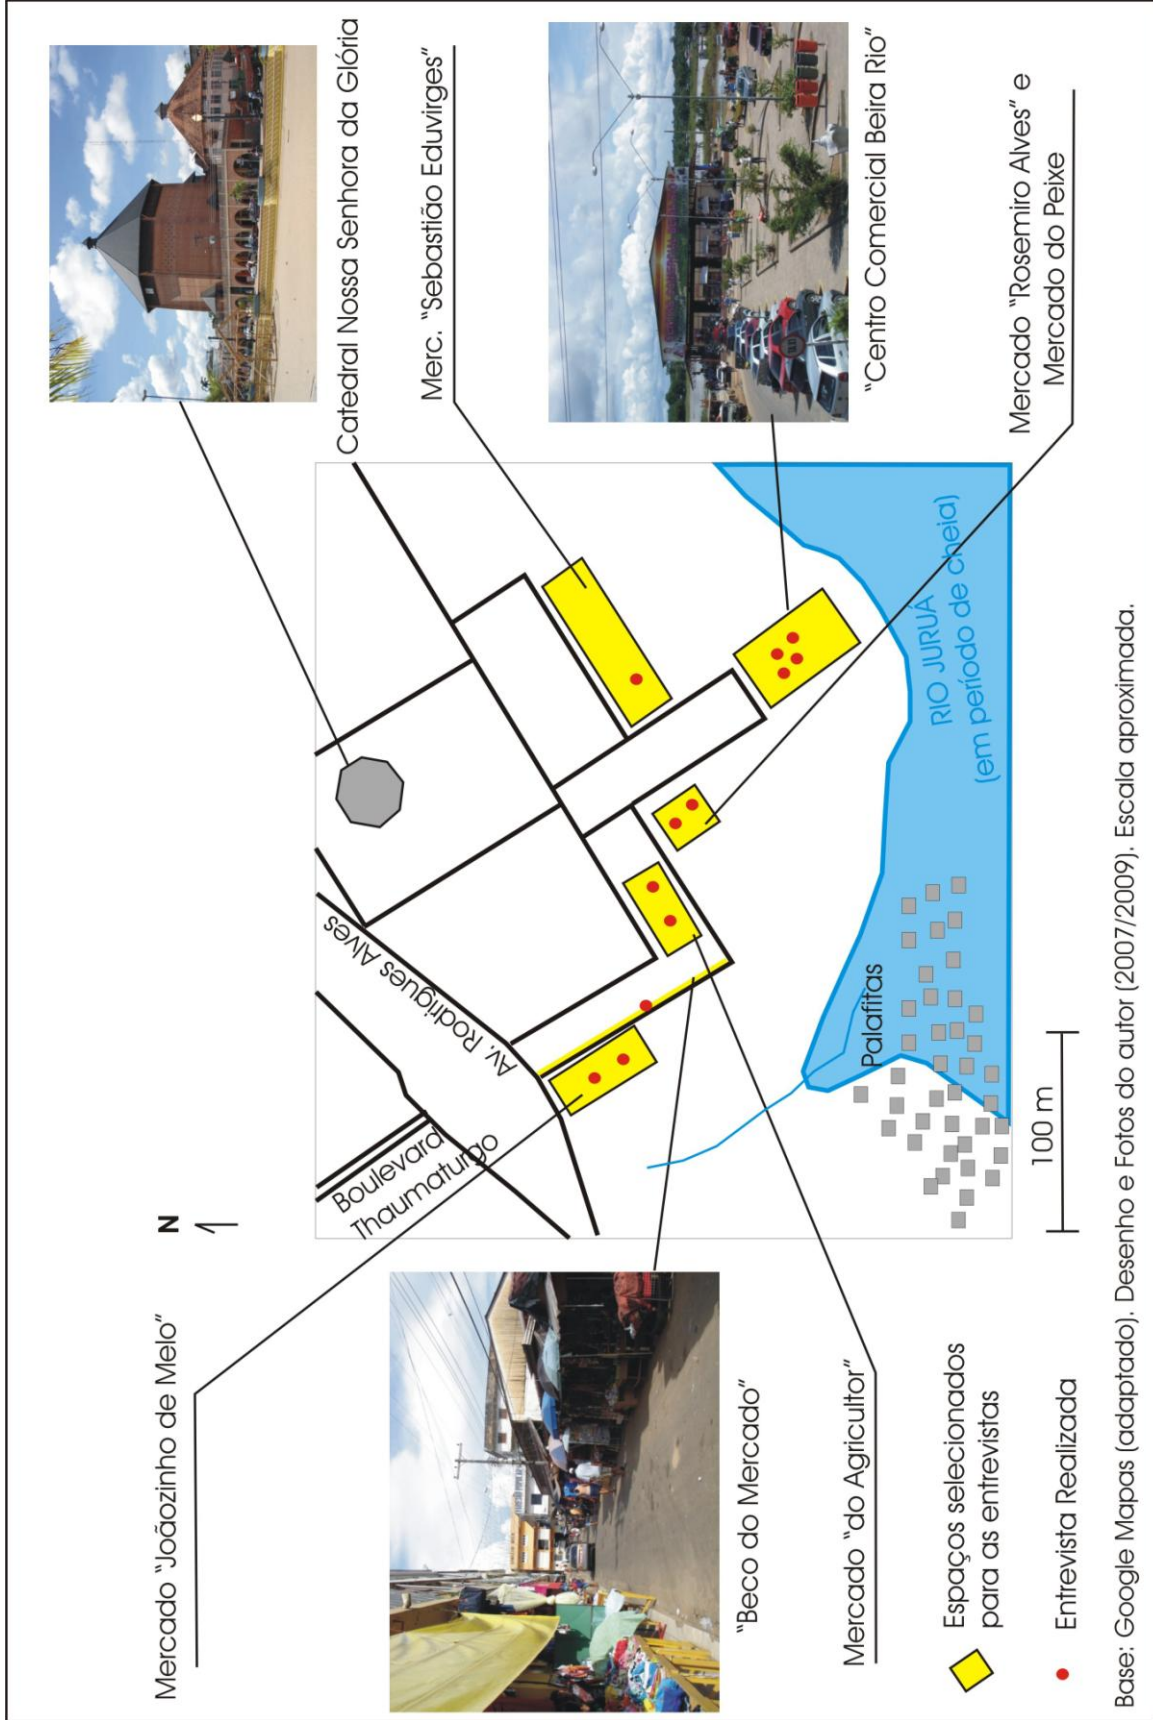 Catedral Nossa Senhora da Glória
Merc. “Sebastião Eduvirges”
“Centro Comercial Beira Rio”
Mercado “Rosemiro Alves” e
Mercado do Peixe
N
Mercado “Joãozinho de Melo”
Boulevard
Thaumaturgo
Av. Rodrigues Alves
RIO JURUÁ
(em período de cheia)
Palafitas
100 m
“Beco do Mercado”
Mercado “do Agricultor”
Espaços selecionados
para as entrevistas
Entrevista Realizada
Base: Google Mapas (adaptado). Desenho e Fotos do autor (2007/2009). Escala aproximada.